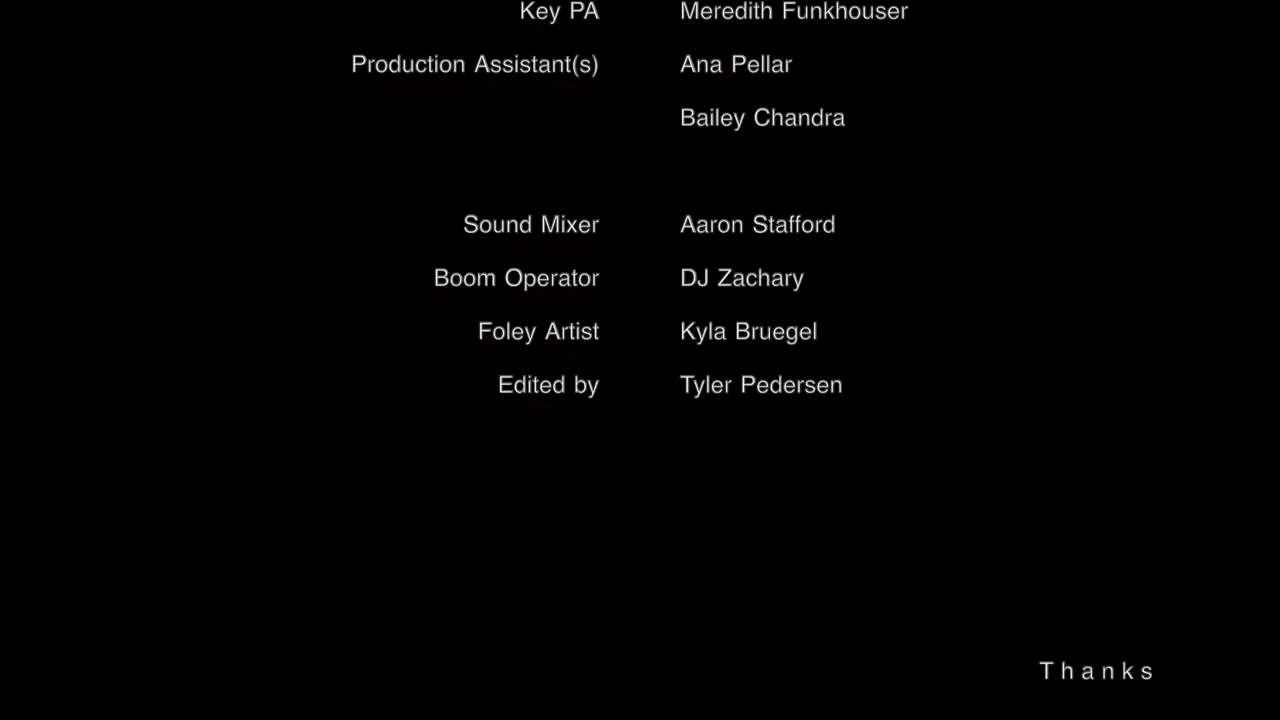 Key PA Meredith Funkhouser
Production Assistant(s) Ana Pellar
Bailey Chandra
Sound Mixer Aaron Stafford
Boom Operator DJ Zachary
Foley Artist Kyla Bruegel
Edited by Tyler Pedersen
Thanks